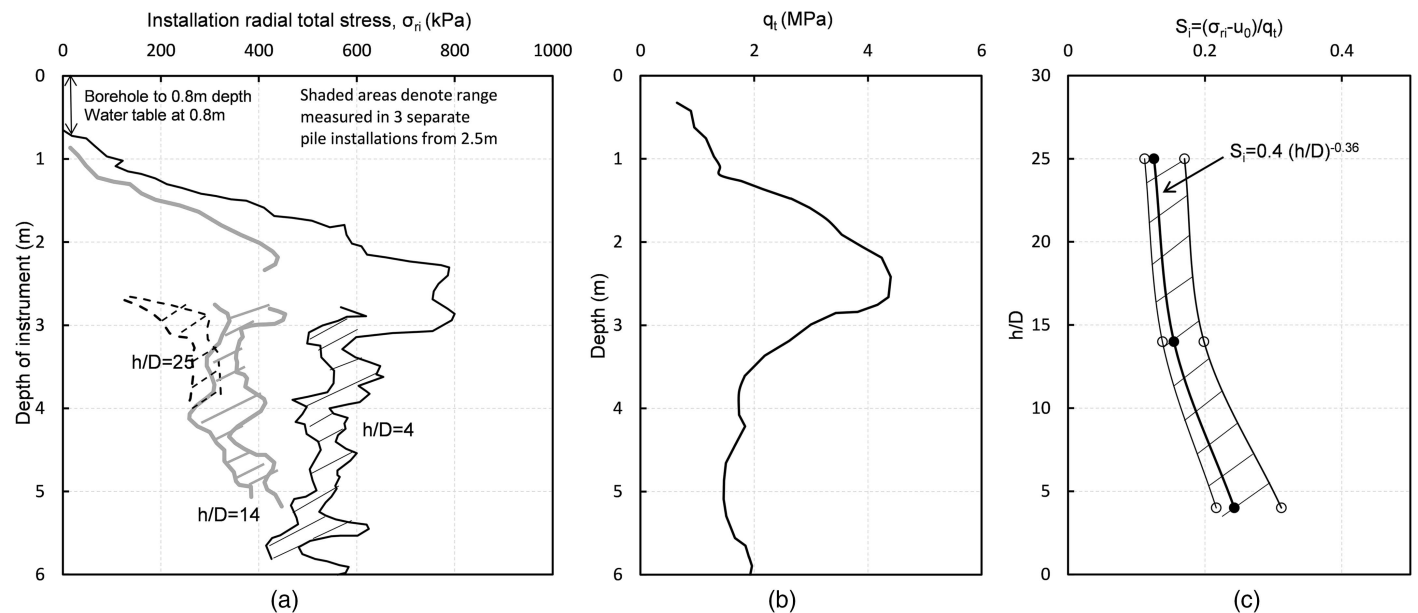 Installation radial total stress, σri (kPa)
0 200 400 600 800 1000
0
1
2
3
4
5
6
Depth of instrument (m)
Borehole to 0.8m depth
Water table at 0.8m
Shaded areas denote range
measured in 3 separate
pile installations from 2.5m
h/D=25
h/D=4
h/D=14
(a)
qt (MPa)
0 2 4 6
0
1
2
3
4
5
6
Depth (m)
(b)
Si=(σri-u0)/qt)
0 0.2 0.4
30
25
20
15
10
5
0
h/D
Si=0.4 (h/D)-0.36
(c)